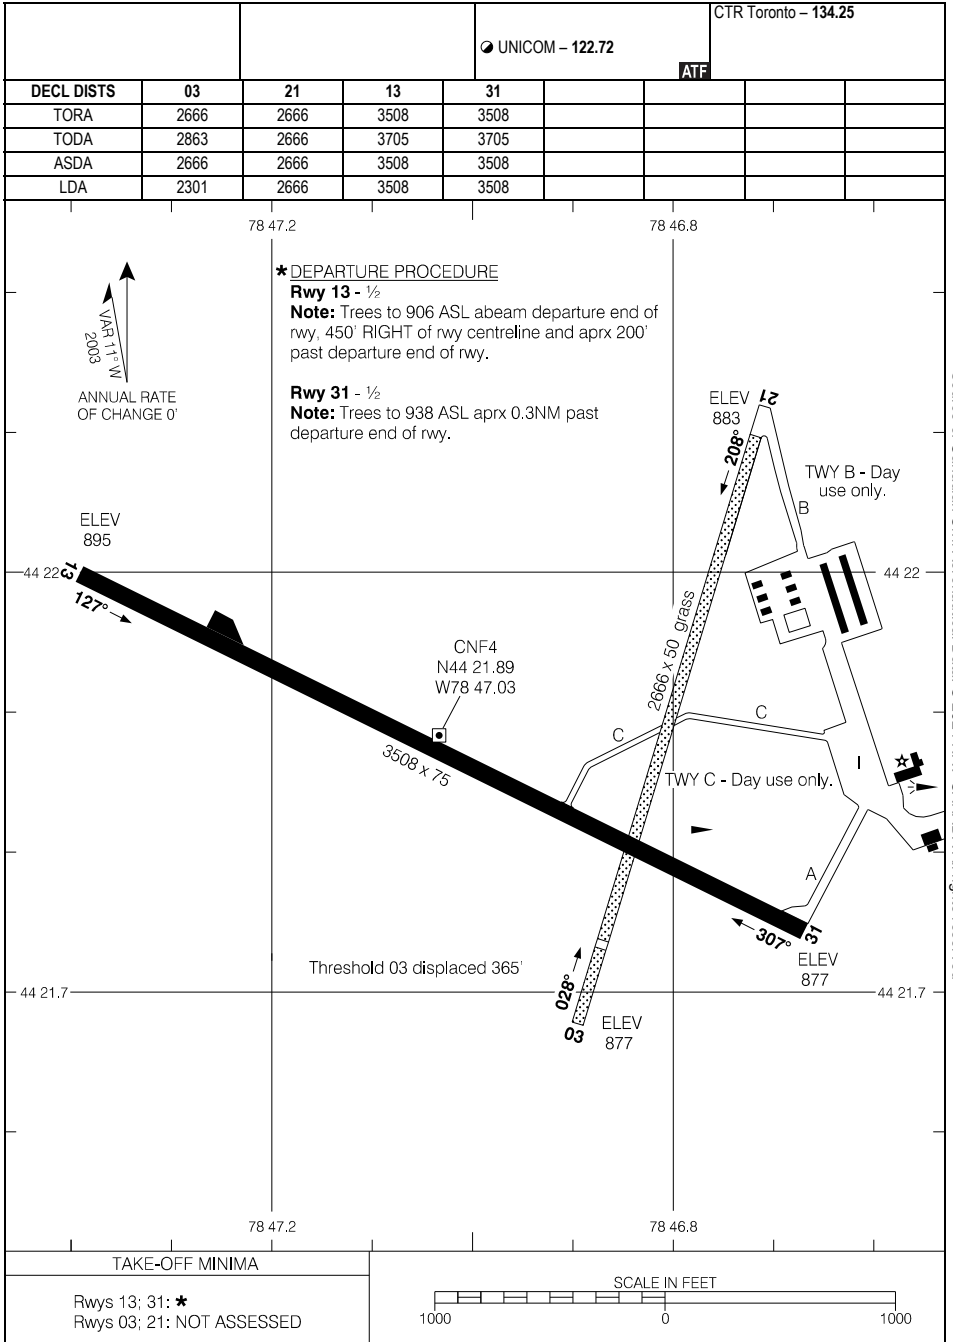 CTR Toronto – 134.25
UNICOM – 122.72
ATF
DECL DISTS 03 21 13 31
TORA 2666 2666 3508 3508
TODA 2863 2666 3705 3705
ASDA 2666 2666 3508 3508
LDA 2301 2666 3508 3508
78 47.2 78 46.8
* DEPARTURE PROCEDURE
Rwy 13 - ½
Note: Trees to 906 ASL abeam departure end of
rwy, 450' RIGHT of rwy centreline and aprx 200'
past departure end of rwy.
Rwy 31 - ½
Note: Trees to 938 ASL aprx 0.3NM past
departure end of rwy.
VAR 11° W
2003
ANNUAL RATE
OF CHANGE 0'
ELEV
883
21
208°
TWY B - Day
use only.
B
ELEV
895
44 22
13
127°
44 22
2666 x 50 grass
CNF4
N44 21.89
W78 47.03
3508 x 75
C
C
TWY C - Day use only.
I
A
307°
31
ELEV
877
Threshold 03 displaced 365'
028°
03
ELEV
877
44 21.7
44 21.7
78 47.2 78 46.8
TAKE-OFF MINIMA
Rwys 13; 31: *
Rwys 03; 21: NOT ASSESSED
SCALE IN FEET
1000 0 1000